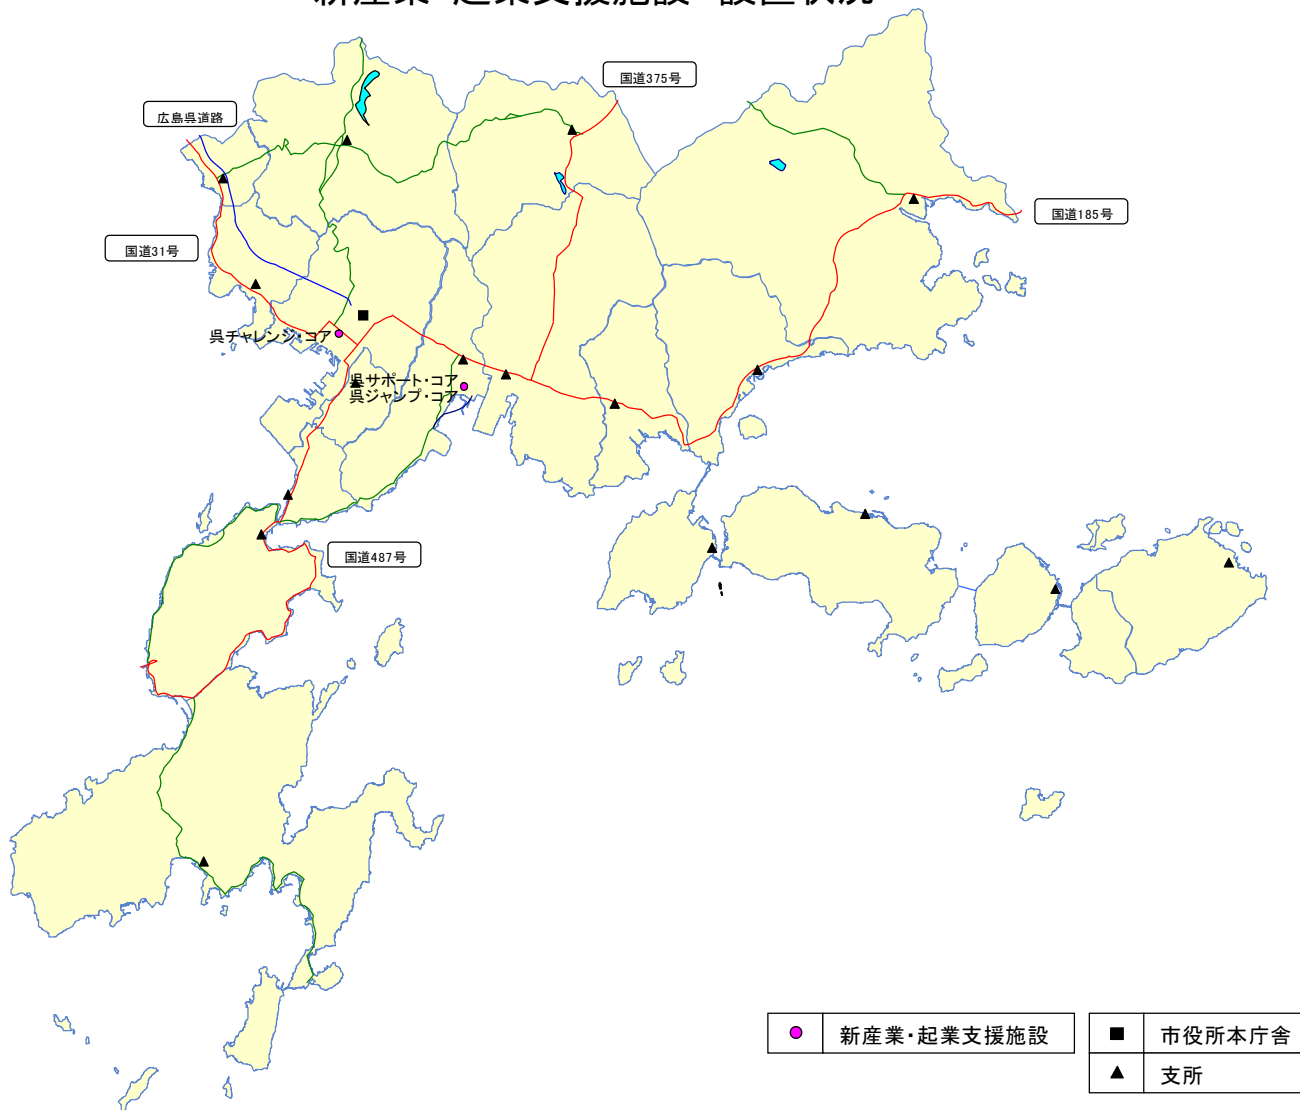 新産業・起業支援施設 設置状況
国道375号
広島県道路
国道185号
国道31号
呉チャレンジ・コア
呉サポート・コア
呉ジャンプ・コア
国道487号
新産業・起業支援施設
市役所本庁舎
支所